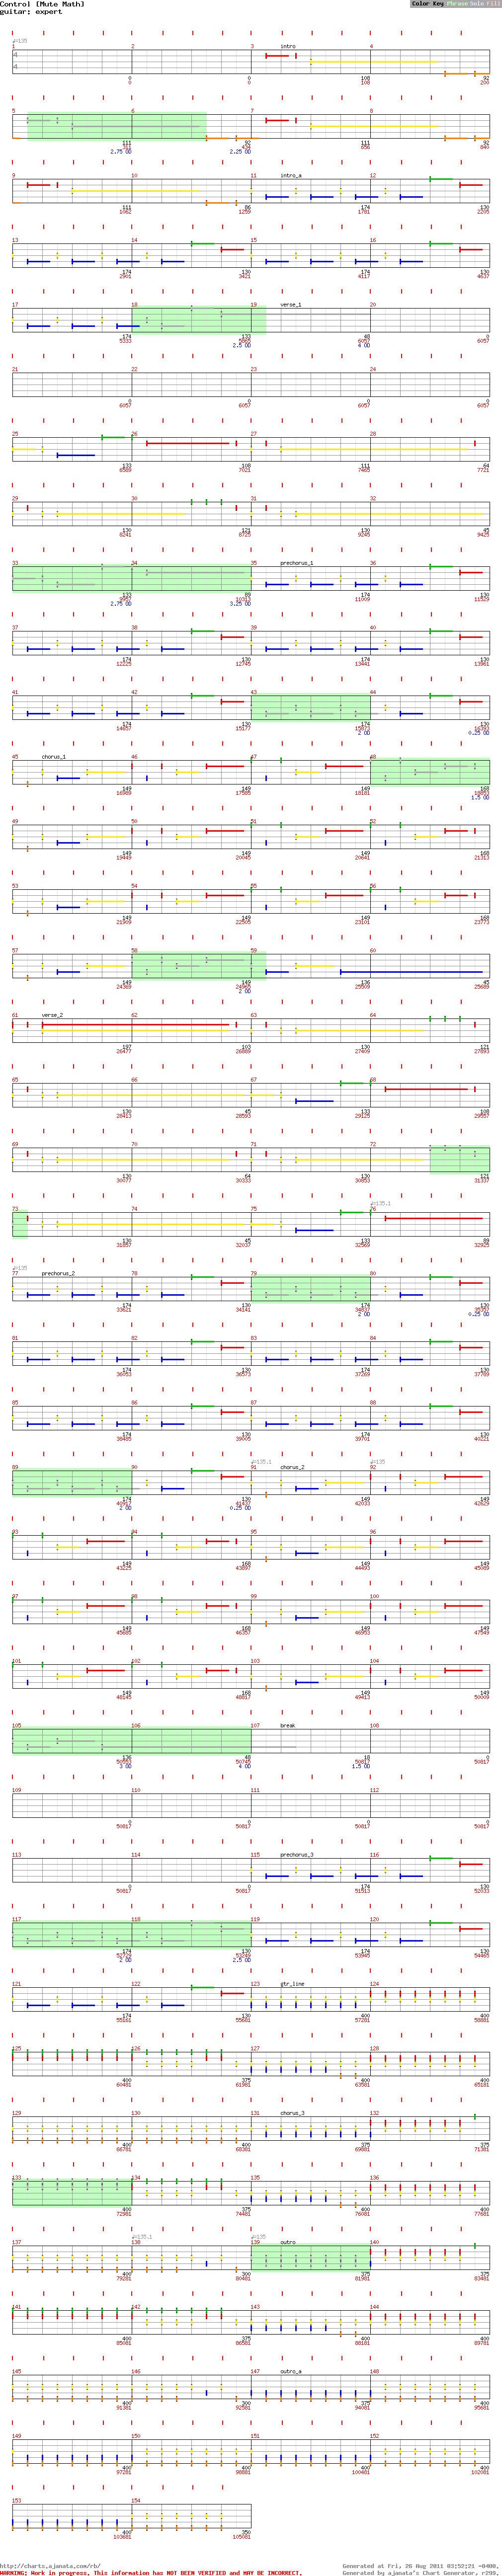 Control [Mute Math]
guitar: expert
Color Key Phrase Solo Fill
♩=135
1 2 3 intro 4
0 0 108 92
0 0 108 200
5 6 7 8
111 92 111 92
2.75 OD 2.25 OD
9 10 11 intro_a 12
111 86 174 130
1062 1259 1781 2205
13 14 15 16
174 130 174 130
2901 3421 4117 4637
17 18 19 verse_1 20
174 133 48 0
5333 5865 6057 6057
2.5 OD 4 OD
21 22 23 24
0 0 0 0
6057 6057 6057 6057
25 26 27 28
133 108 111 64
6589 7021 7465 7721
29 30 31 32
130 121 130 45
8241 8725 9245 9425
33 34 35 prechorus_1 36
133 89 174 130
9957 10313 11009 11529
2.75 OD 3.25 OD
37 38 39 40
174 130 174 130
12225 12745 13441 13961
41 42 43 44
174 130 174 130
14657 15177 15873 16393
2 OD 0.25 OD
45 chorus_1 46 47 48
149 149 149 168
16989 17585 18181 18853
1.5 OD
49 50 51 52
149 149 149 168
19449 20045 20641 21313
53 54 55 56
149 149 149 168
21909 22505 23101 23773
57 58 59 60
149 149 136 45
24369 24965 25509 25689
2 OD
61 verse_2 62 63 64
197 103 130 121
26477 26889 27409 27893
65 66 67 68
130 45 133 108
28413 28593 29125 29557
69 70 71 72
130 64 130 121
30077 30333 30853 31337
♩=135.1
73 74 75 76
130 45 133 89
31857 32037 32569 32925
♩=135
77 prechorus_2 78 79 80
174 130 174 130
33621 34141 34837 35357
2 OD 0.25 OD
81 82 83 84
174 130 174 130
36053 36573 37269 37789
85 86 87 88
174 130 174 130
38485 39005 39701 40221
♩=135.1 ♩=135
89 90 91 chorus_2 92
174 130 149 149
40917 41437 42033 42629
2 OD 0.25 OD
93 94 95 96
149 168 149 149
43225 43897 44493 45089
97 98 99 100
149 168 149 149
45685 46357 46953 47549
101 102 103 104
149 168 149 149
48145 48817 49413 50009
105 106 107 break 108
136 48 18 0
50553 50745 50817 50817
3 OD 4 OD 1.5 OD
109 110 111 112
0 0 0 0
50817 50817 50817 50817
113 114 115 prechorus_3 116
0 0 174 130
50817 50817 51513 52033
117 118 119 120
174 130 174 130
52729 53249 53945 54465
2 OD 2.5 OD
121 122 123 gtr_line 124
174 130 400 400
55161 55681 57281 58881
125 126 127 128
400 375 400 400
60481 61981 63581 65181
129 130 131 chorus_3 132
400 400 375 375
66781 68381 69881 71381
133 134 135 136
400 375 400 400
72981 74481 76081 77681
♩=135.1 ♩=135
137 138 139 outro 140
400 300 375 375
79281 80481 81981 83481
141 142 143 144
400 375 400 400
85081 86581 88181 89781
145 146 147 outro_a 148
400 300 375 400
91381 92581 94081 95681
149 150 151 152
400 400 400 400
97281 98881 100481 102081
153 154
400 350
103681 105081
http://charts.ajanata.com/rb/
Generated at Fri, 26 Aug 2011 03:52:21 +0400.
WARNING: Work in progress. This information has NOT BEEN VERIFIED and MAY BE INCORRECT.
Generated by ajanata's Chart Generator, r298.